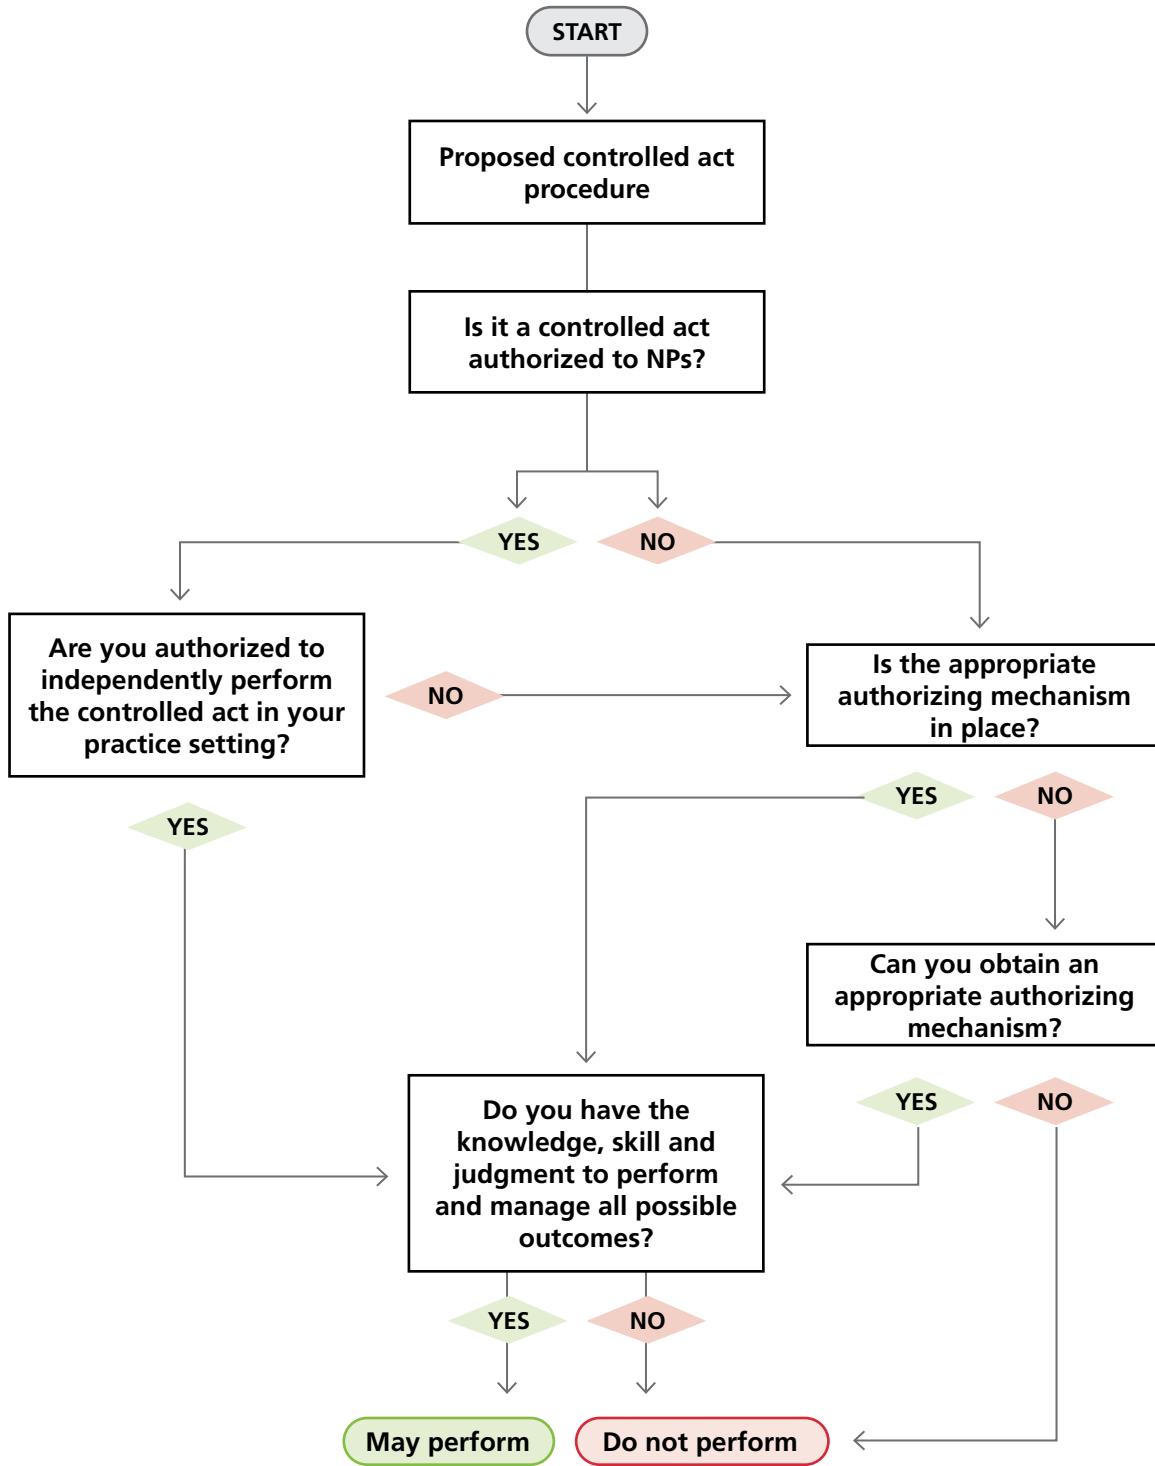 START
Proposed controlled act
procedure
Is it a controlled act
authorized to NPs?
YES
NO
Are you authorized to
independently perform
the controlled act in your
practice setting?
NO
Is the appropriate
authorizing mechanism
in place?
YES
YES
NO
Can you obtain an
appropriate authorizing
mechanism?
Do you have the
knowledge, skill and
judgment to perform
and manage all possible
outcomes?
YES
NO
YES
NO
May perform
Do not perform